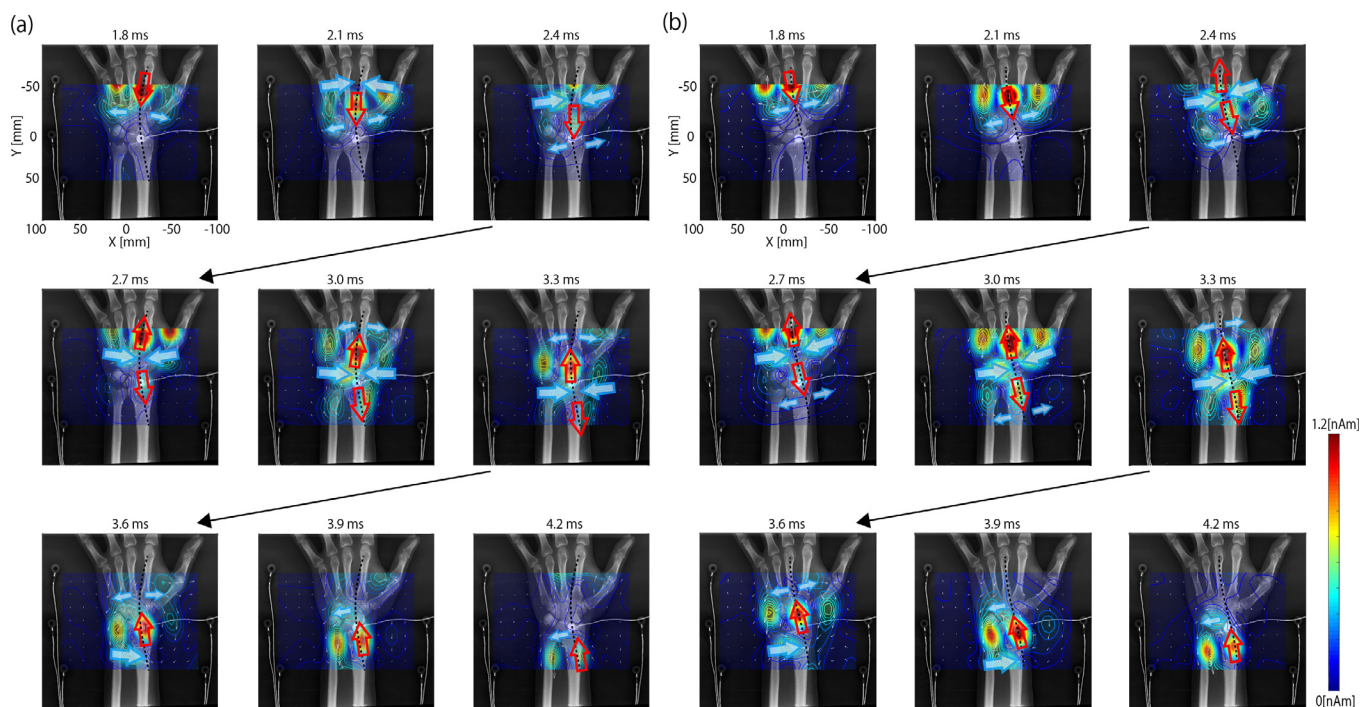 (a)
(b)
1.8 ms
2.1 ms
2.4 ms
1.8 ms
2.1 ms
2.4 ms
-50
0
50
Y [mm]
100
50
0
-50
-100
X [mm]
-50
0
50
Y [mm]
100
50
0
-50
-100
X [mm]
2.7 ms
3.0 ms
3.3 ms
2.7 ms
3.0 ms
3.3 ms
1.2[nAm]
3.6 ms
3.9 ms
4.2 ms
3.6 ms
3.9 ms
4.2 ms
0[nAm]